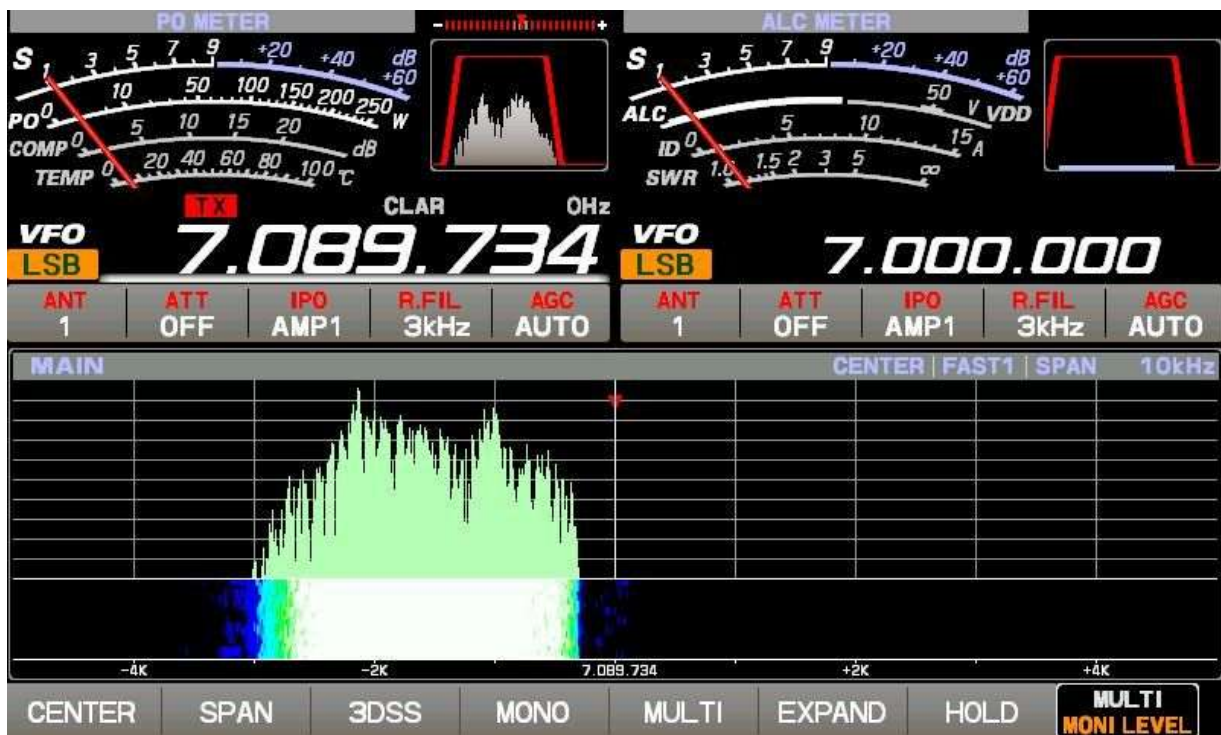 PO METER
ALC METER
S 1 3 5 7 9 +20 +40 +60 dB
PO 0 10 50 100 150 200 250 W
COMP 0 5 10 15 20 dB
TEMP 0 20 40 60 80 100 °C
- +
S 1 3 5 7 9 +20 +40 +60 dB
ALC 50 V VDD
ID 0 5 10 15 A
SWR 1.0 1.5 2 3 5 ∞
TX CLAR 0Hz
VFO 7.089.734
LSB
VFO 7.000.000
LSB
ANT ATT IPO R.FIL AGC
1 OFF AMP1 3kHz AUTO
ANT ATT IPO R.FIL AGC
1 OFF AMP1 3kHz AUTO
MAIN CENTER | FAST1 | SPAN 10kHz
-4K -2K 7.089.734 +2K +4K
CENTER SPAN 3DSS MONO MULTI EXPAND HOLD MULTI
MONI LEVEL